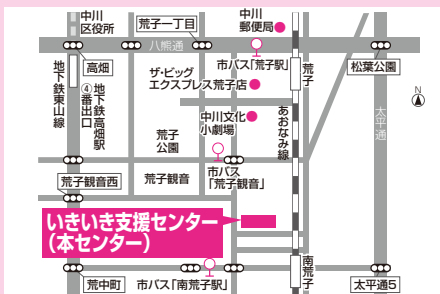 中川
区役所
荒子一丁目
中川
郵便局
八熊通
高畑
市バス「荒子駅」
荒子
松葉公園
ザ・ビッグ
エクスプレス荒子店
地下鉄東山線
地下鉄高畑駅
④番出口
中川文化
小劇場
あおなみ線
太平通
N
荒子
公園
荒子観音西
荒子観音
市バス
「荒子観音」
いきいき支援センター
（本センター）
南荒子
荒中町
市バス「南荒子駅」
太平通5